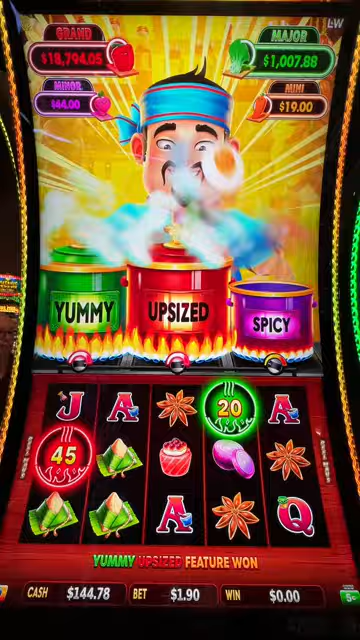 L&W
GRAND
$18,794.05
MAJOR
$1,007.88
MINOR
$44.00
MINI
$19.00
YUMMY
UPSIZED
SPICY
J
A
20
A
45
A
Q
YUMMY UPSIZED FEATURE WON
CASH $144.78 BET $1.90 WIN $0.00
5¢